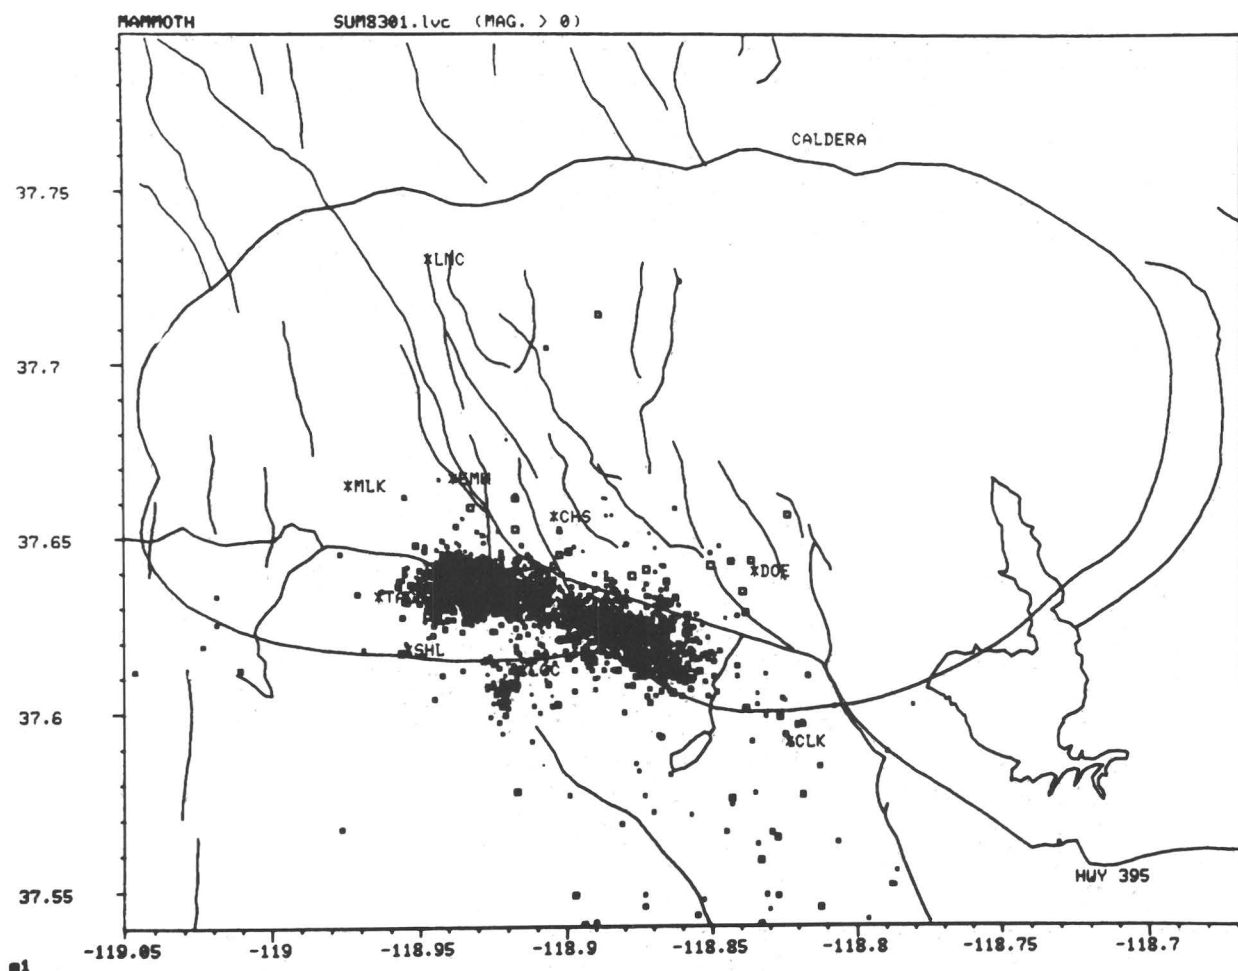 MAMMOTH SUM8301.lvc (MAG. > 0)
CALDERA
37.75
*LMC
37.7
*MLK
*CHS
37.65
*DOE
*SHL
37.60
*CLK
HWY 395
37.55
-119.05 -119 -118.95 -118.9 -118.85 -118.8 -118.75 -118.7
m1